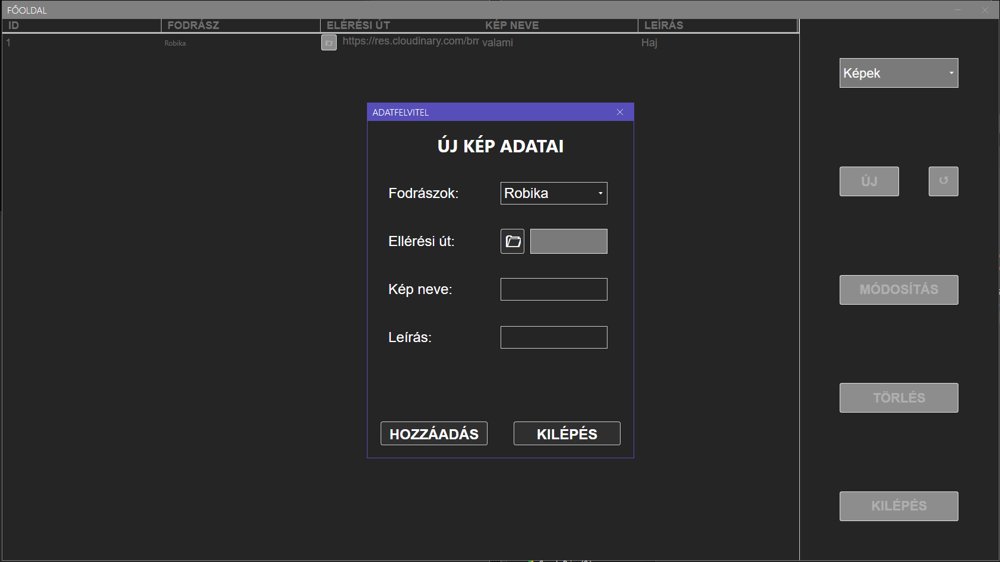 FŐOLDAL
ID FODRÁSZ ELÉRÉSI ÚT KÉP NEVE LEÍRÁS
1 Robika https://res.cloudinary.com/bm valami Haj
Képek
ÚJ ↺
MÓDOSÍTÁS
TÖRLÉS
KILÉPÉS
ADATFELVITEL
ÚJ KÉP ADATAI
Fodrászok: Robika
Ellérési út:
Kép neve:
Leírás:
HOZZÁADÁS KILÉPÉS